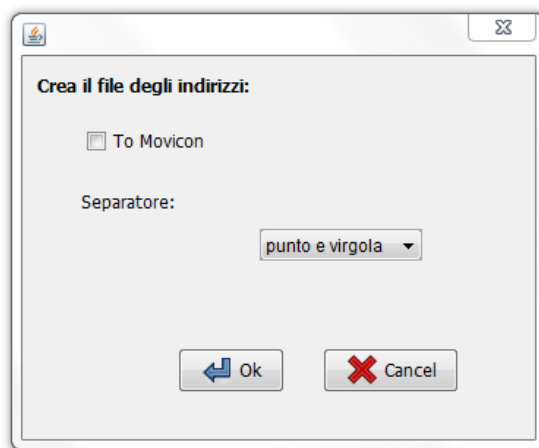 Crea il file degli indirizzi:
To Movicon
Separatore:
punto e virgola
Ok Cancel